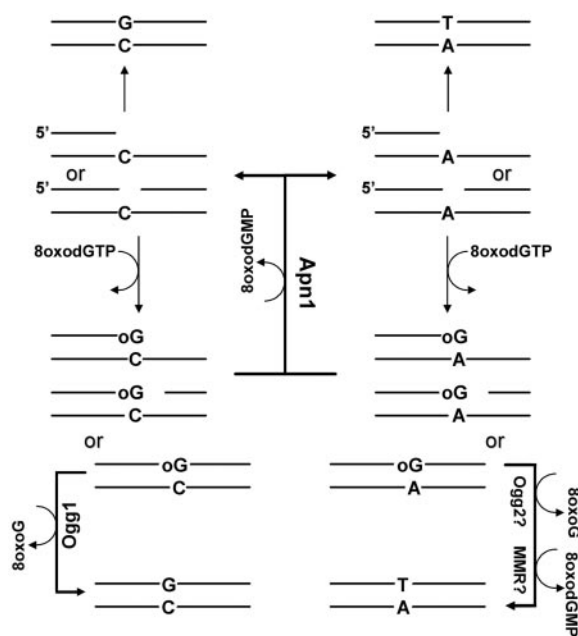 G T
C A
5' 5'
C A
or or
5' 5'
C A
8oxodGTP 8oxodGMP Apn1 8oxodGTP
oG oG
C A
oG oG
C A
or or
oG oG
C A
8oxoG Ogg1 Ogg2? 8oxoG
MMR? 8oxodGMP
G T
C A